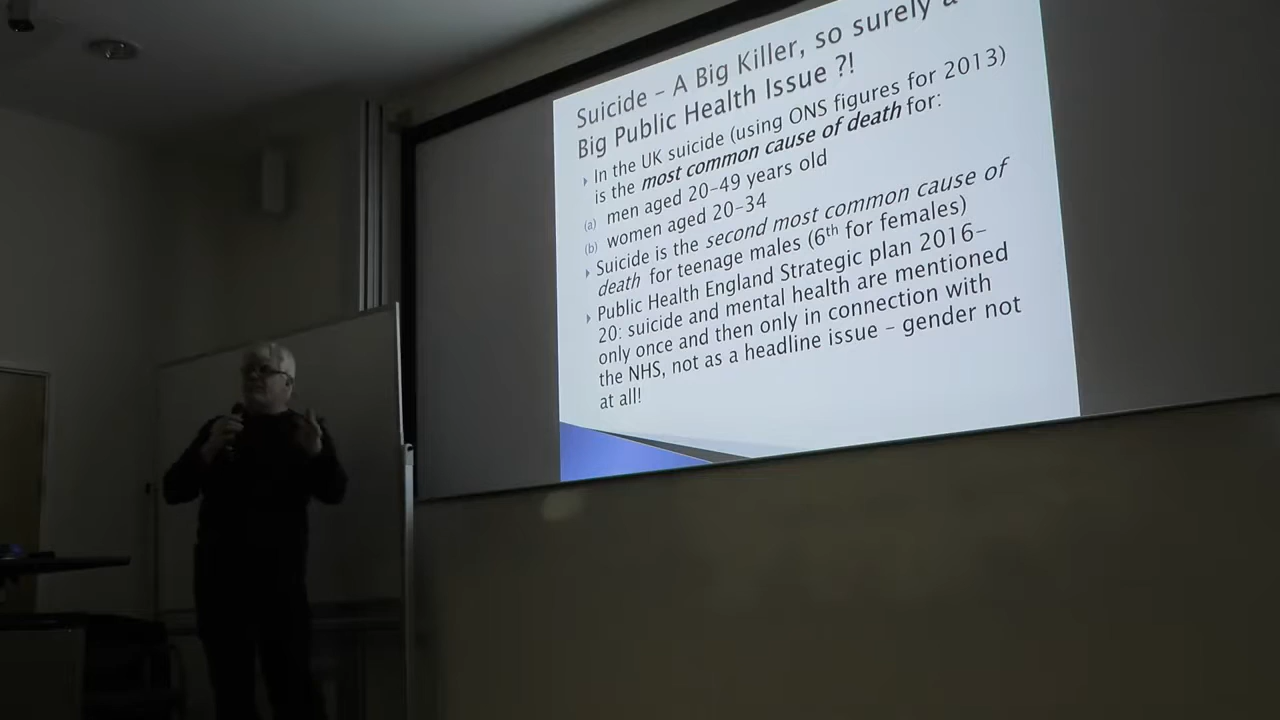 Suicide – A Big Killer, so surely a
Big Public Health Issue ?!
In the UK suicide (using ONS figures for 2013)
is the most common cause of death for:
(a) men aged 20–49 years old
(b) women aged 20–34
Suicide is the second most common cause of
death for teenage males (6th for females)
Public Health England Strategic plan 2016–
20: suicide and mental health are mentioned
only once and then only in connection with
the NHS, not as a headline issue – gender not
at all!